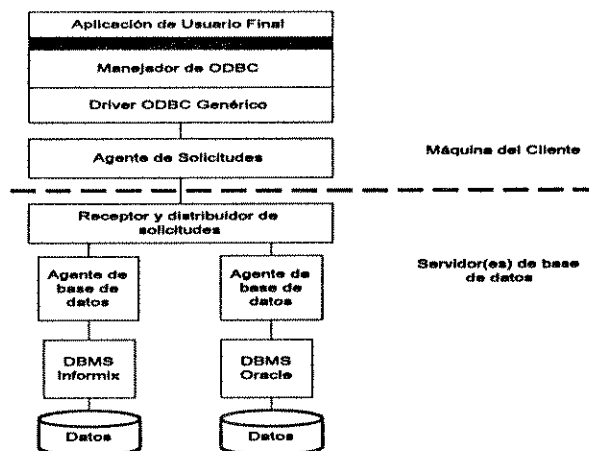 Aplicación de Usuario Final
Manejador de ODBC
Driver ODBC Genérico
Agente de Solicitudes
Máquina del Cliente
Receptor y distribuidor de
solicitudes
Agente de
base de
datos
Agente de
base de
datos
Servidor(es) de base
de datos
DBMS
Informix
DBMS
Oracle
Datos
Datos